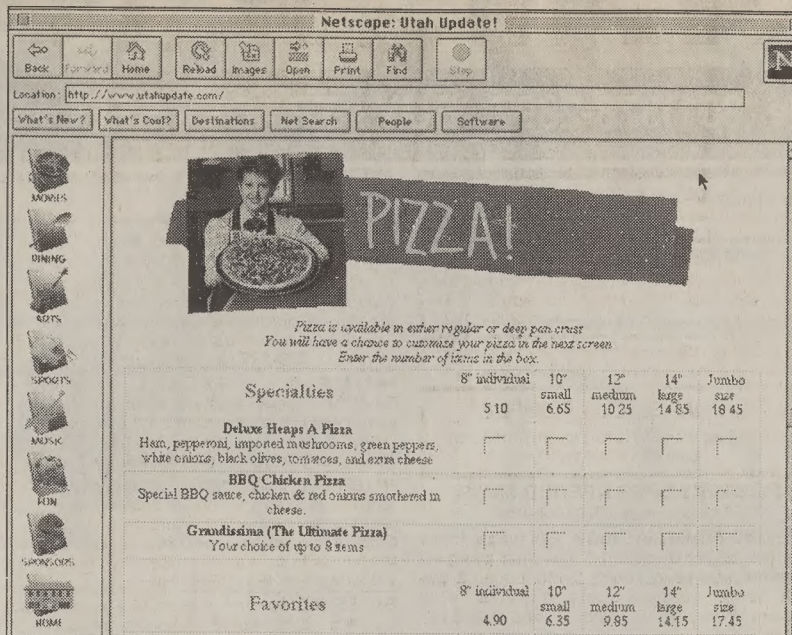 Netscape: Utah Update!
Back Forward Home Reload Images Open Print Find Stop
N
Location: http://www.utahupdate.com/
What's New? What's Cool? Destinations Net Search People Software
MOVIES
DINING
ARTS
SPORTS
MUSIC
FUN
SPONSORS
HOME
PIZZA!
Pizza is available in either regular or deep pan crust
You will have a chance to customize your pizza in the next screen
Enter the number of items in the box.
Specialties
8" individual 10" small 12" medium 14" large Jumbo size
5.10 6.65 10.25 14.85 18.45
Deluxe Heaps A Pizza
Ham, pepperoni, imported mushrooms, green peppers,
white onions, black olives, tomatoes, and extra cheese
BBQ Chicken Pizza
Special BBQ sauce, chicken & red onions smothered in
cheese.
Grandissima (The Ultimate Pizza)
Your choice of up to 8 items
Favorites
8" individual 10" small 12" medium 14" large Jumbo size
4.90 6.35 9.85 14.15 17.45